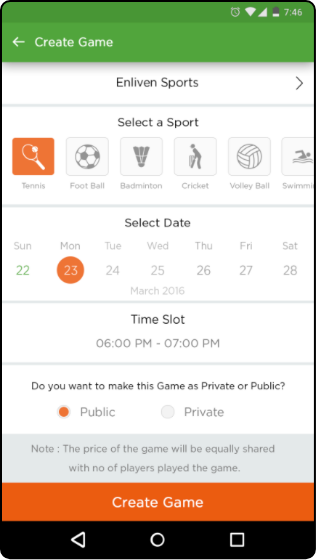 7:46
Create Game
Enliven Sports
Select a Sport
Tennis Foot Ball Badminton Cricket Volley Ball Swimmin
Select Date
Sun Mon Tue Wed Thu Fri Sat
22 23 24 25 26 27 28
March 2016
Time Slot
06:00 PM - 07:00 PM
Do you want to make this Game as Private or Public?
Public Private
Note : The price of the game will be equally shared
with no of players played the game.
Create Game